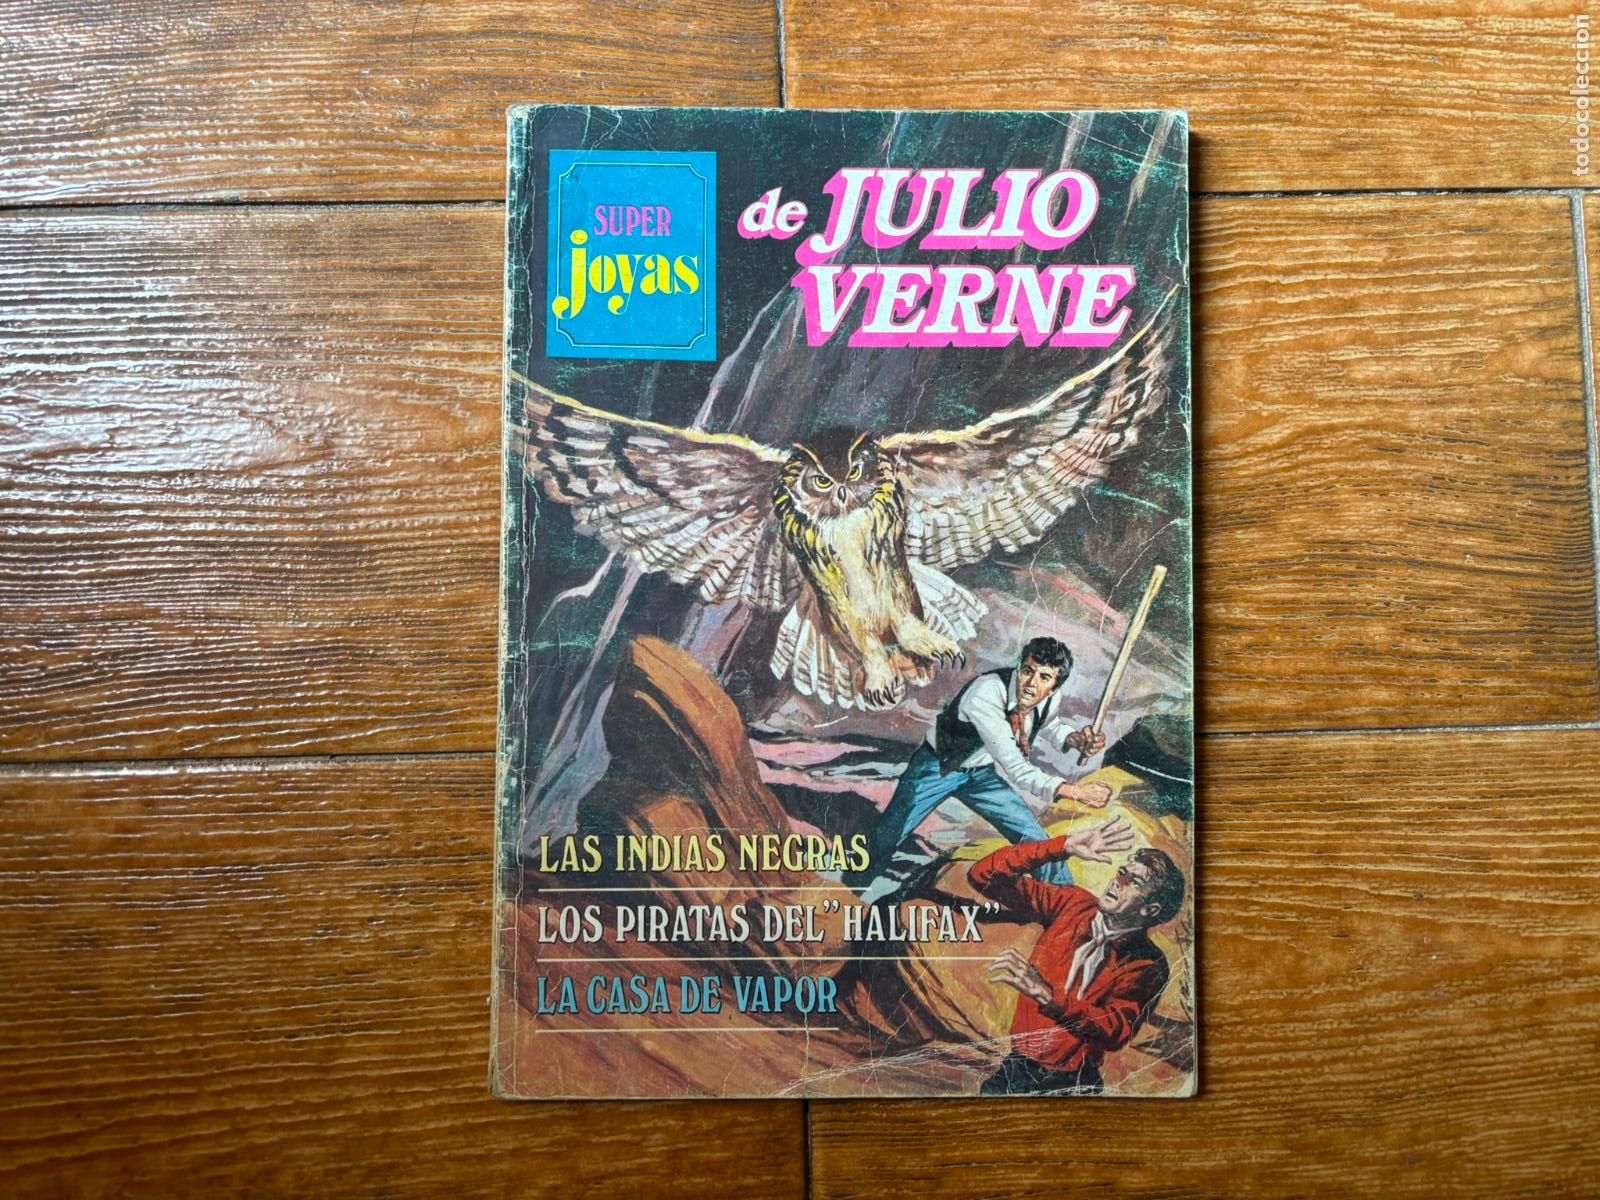 SUPER
joyas
de JULIO
VERNE
LAS INDIAS NEGRAS
LOS PIRATAS DEL "HALIFAX"
LA CASA DE VAPOR
todocoleccion